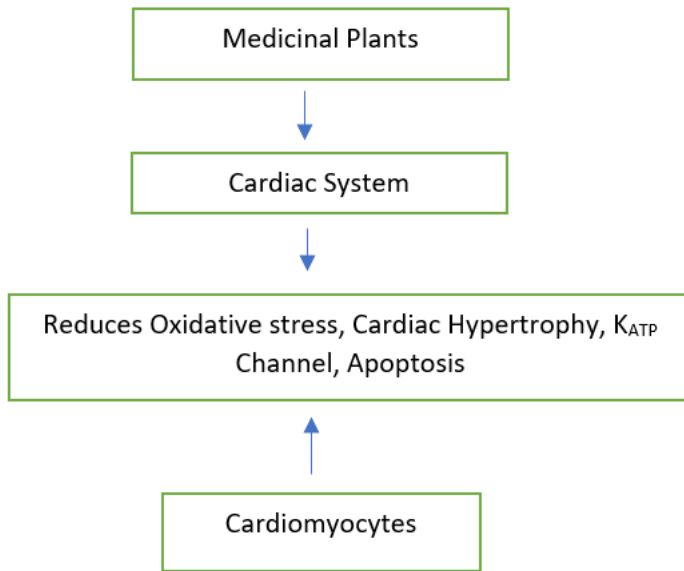 Medicinal Plants
Cardiac System
Reduces Oxidative stress, Cardiac Hypertrophy, KATP
Channel, Apoptosis
Cardiomyocytes